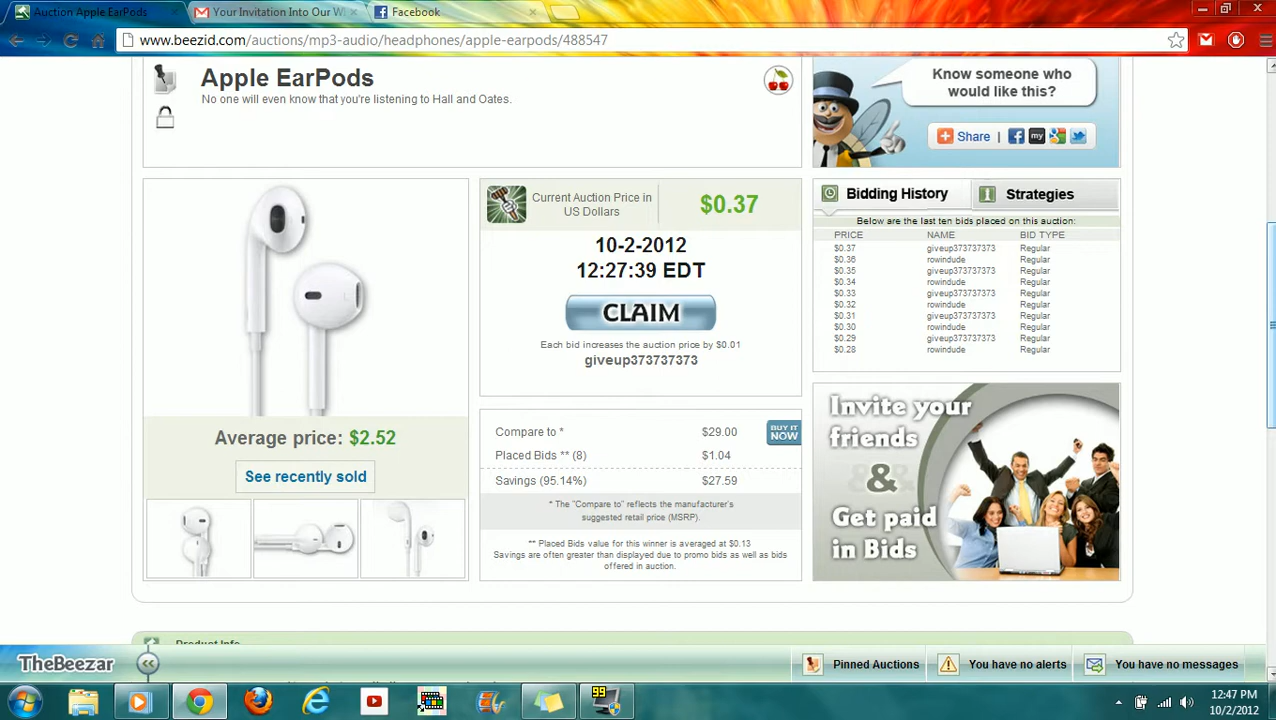 Auction Apple EarPods
Your Invitation Into Our W
Facebook
www.beezid.com/auctions/mp3-audio/headphones/apple-earpods/488547
Apple EarPods
No one will even know that you're listening to Hall and Oates.
Know someone who
would like this?
Share |
my
Current Auction Price in
US Dollars
$0.37
10-2-2012
12:27:39 EDT
CLAIM
Each bid increases the auction price by $0.01
giveup373737373
Bidding History
Strategies
Below are the last ten bids placed on this auction:
PRICE NAME BID TYPE
$0.37 giveup373737373 Regular
$0.36 rowindude Regular
$0.35 giveup373737373 Regular
$0.34 rowindude Regular
$0.33 giveup373737373 Regular
$0.32 rowindude Regular
$0.31 giveup373737373 Regular
$0.30 rowindude Regular
$0.29 giveup373737373 Regular
$0.28 rowindude Regular
Average price: $2.52
See recently sold
Compare to * $29.00
BUY IT
NOW
Placed Bids ** (8) $1.04
Savings (95.14%) $27.59
* The "Compare to" reflects the manufacturer's
suggested retail price (MSRP).
** Placed Bids value for this winner is averaged at $0.13
Savings are often greater than displayed due to promo bids as well as bids
offered in auction.
Invite your
friends
&
Get paid
in Bids
Product Info
TheBeezar
Pinned Auctions
You have no alerts
You have no messages
99
12:47 PM
10/2/2012